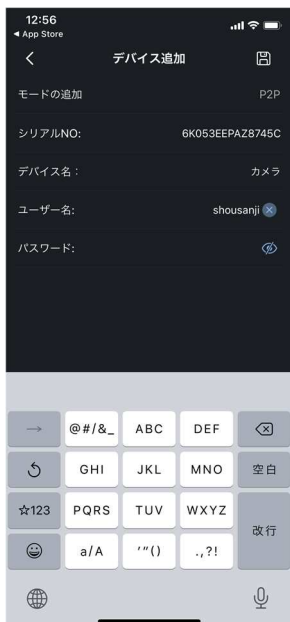 12:56
◀ App Store
デバイス追加
モードの追加 P2P
シリアルNO: 6K053EEPAZ8745C
デバイス名： カメラ
ユーザー名: shousanji
パスワード:
→ @#/&_ ABC DEF
GHI JKL MNO 空白
☆123 PQRS TUV WXYZ
改行
a/A ’”() .,?!